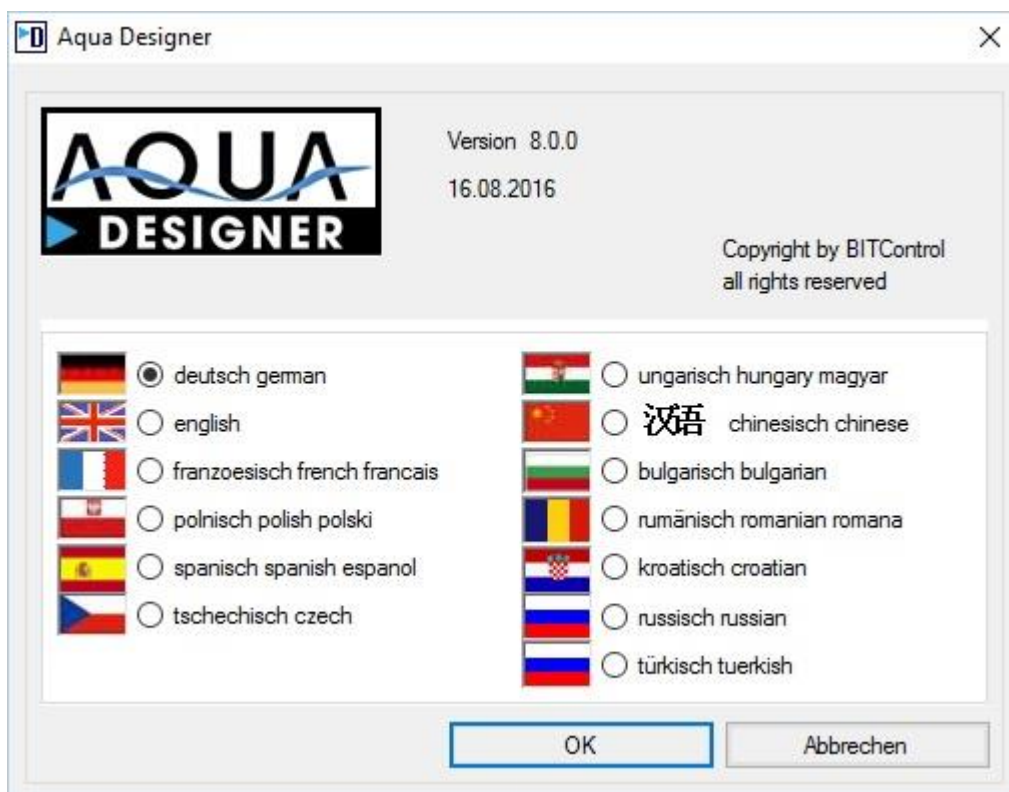 Aqua Designer
AQUA
DESIGNER
Version 8.0.0
16.08.2016
Copyright by BITControl
all rights reserved
deutsch german
english
franzoesisch french francais
polnisch polish polski
spanisch spanish espanol
tschechisch czech
ungarisch hungary magyar
汉语 chinesisch chinese
bulgarisch bulgarian
rumänisch romanian romana
kroatisch croatian
russisch russian
türkisch tuerkish
OK
Abbrechen